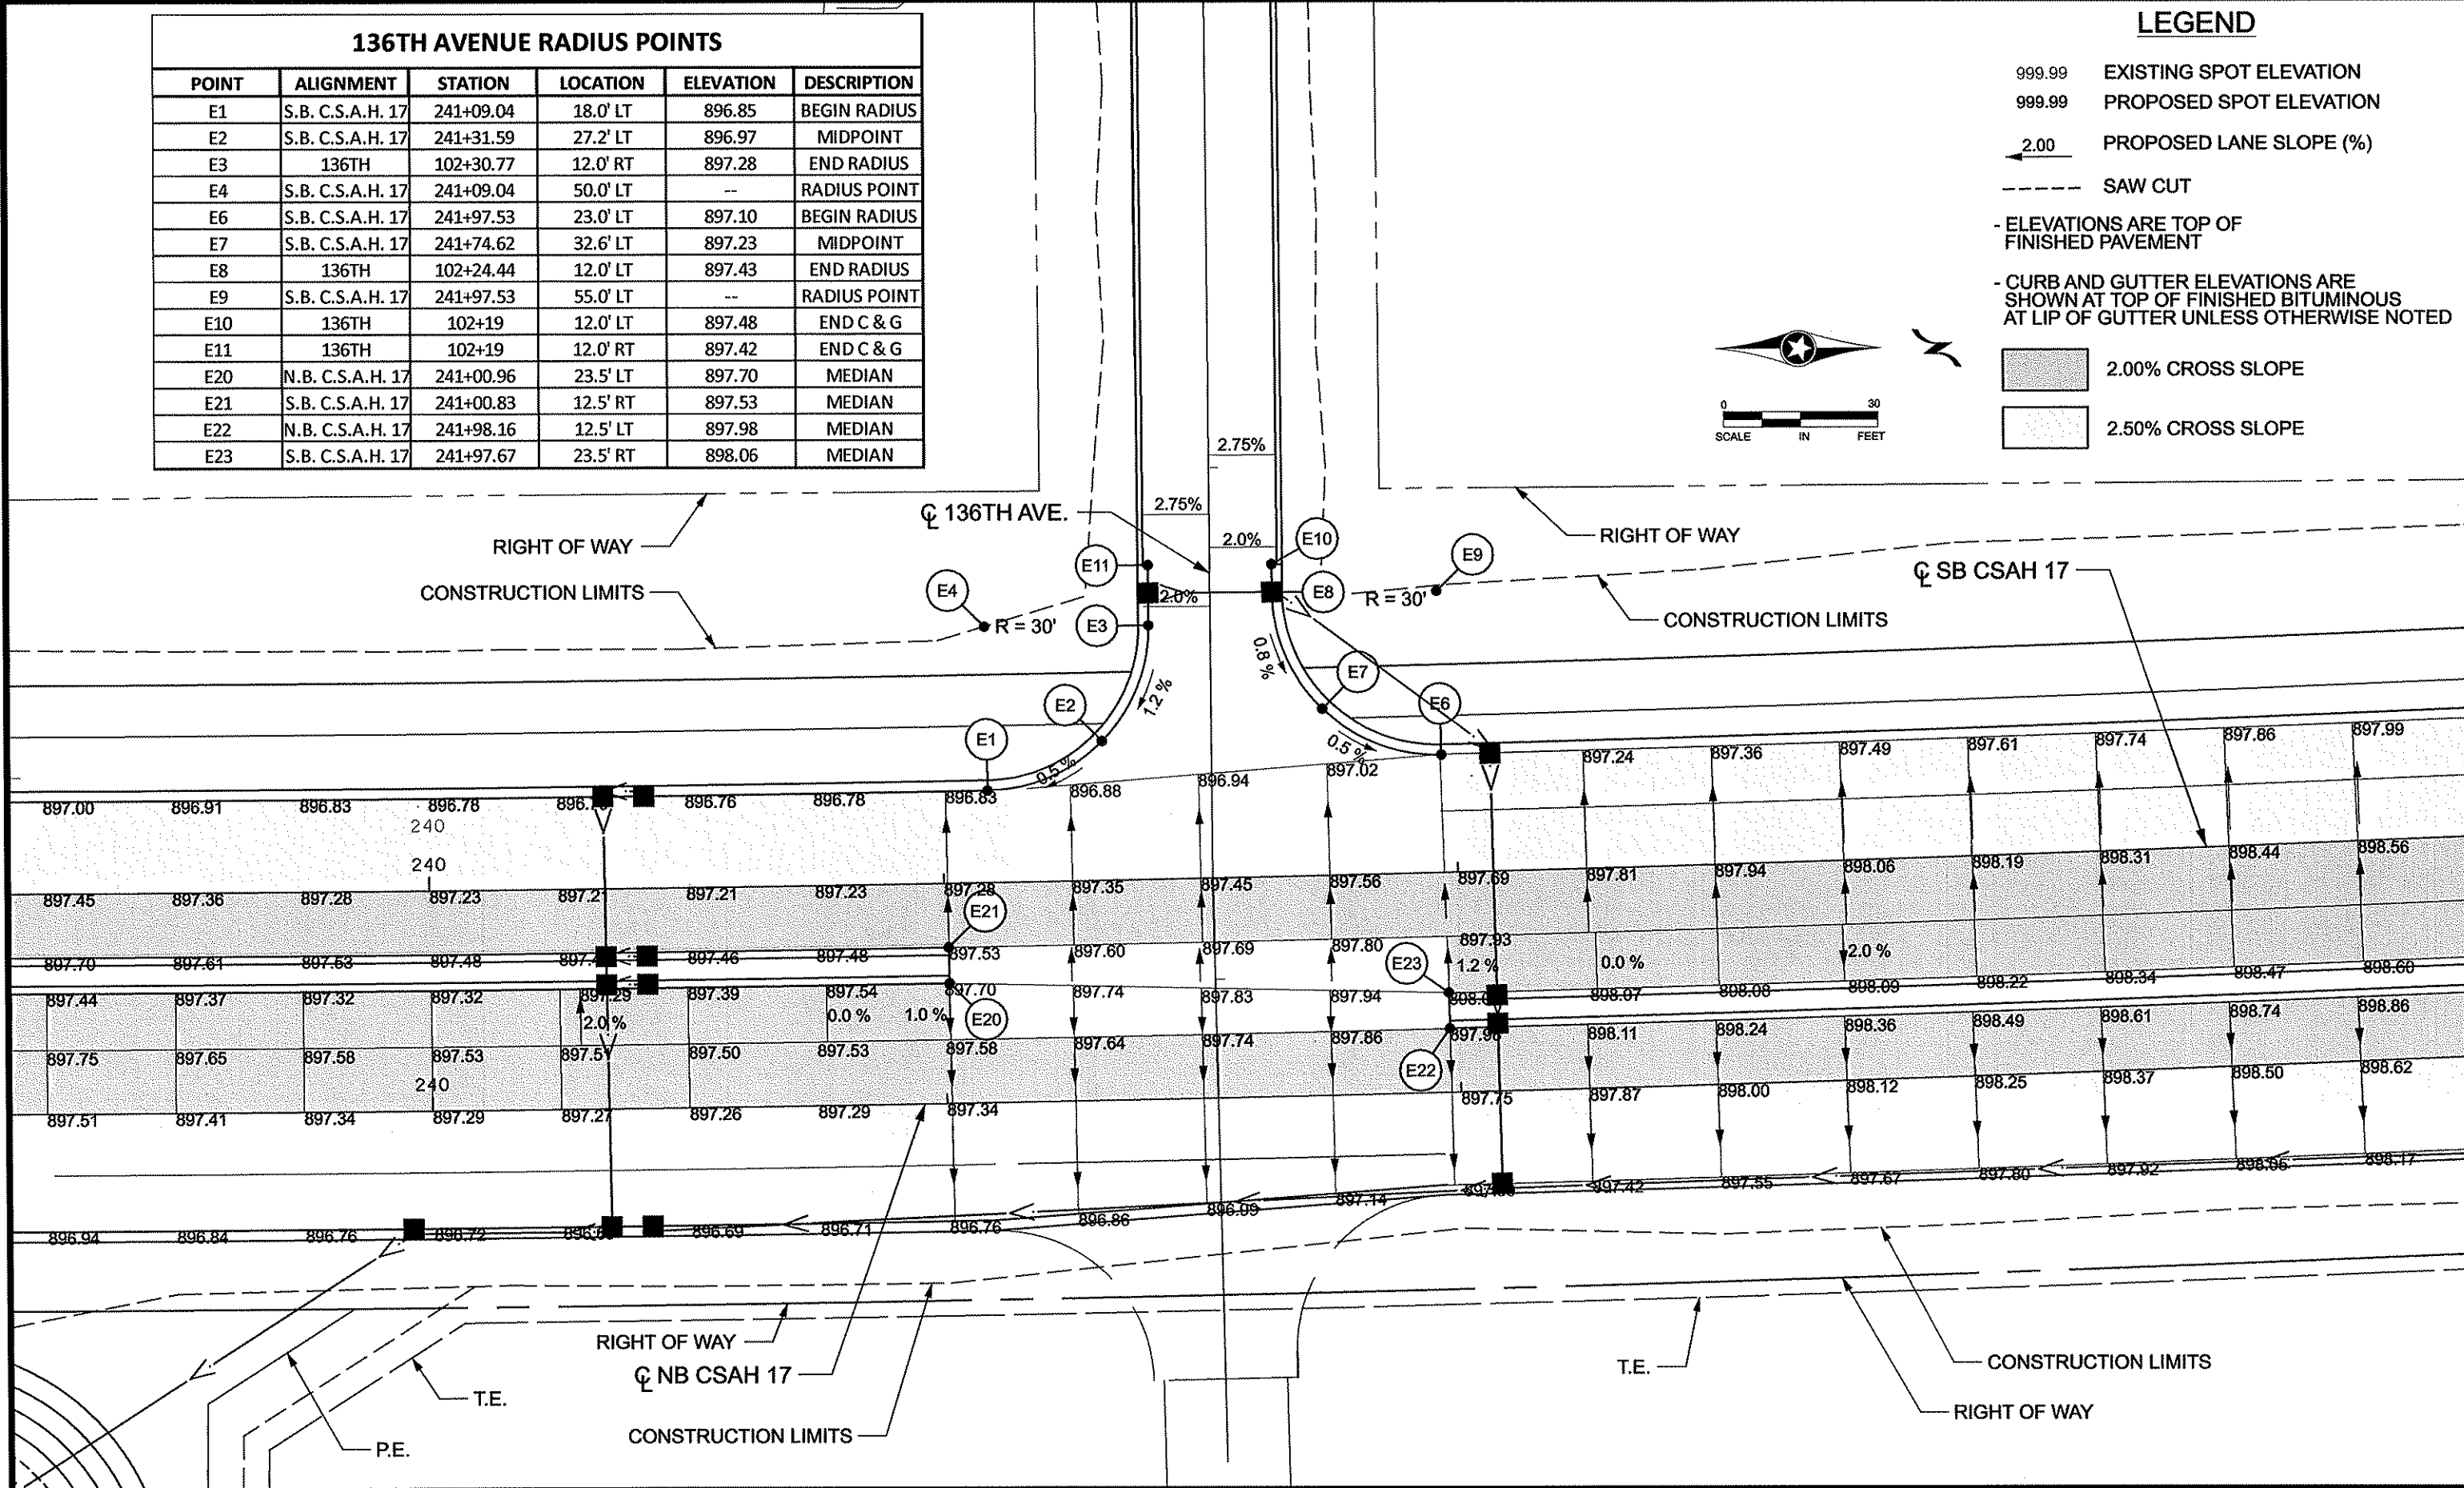 136TH AVENUE RADIUS POINTS
POINT ALIGNMENT STATION LOCATION ELEVATION DESCRIPTION
E1 S.B. C.S.A.H. 17 241+09.04 18.0' LT 896.85 BEGIN RADIUS
E2 S.B. C.S.A.H. 17 241+31.59 27.2' LT 896.97 MIDPOINT
E3 136TH 102+30.77 12.0' RT 897.28 END RADIUS
E4 S.B. C.S.A.H. 17 241+09.04 50.0' LT -- RADIUS POINT
E6 S.B. C.S.A.H. 17 241+97.53 23.0' LT 897.10 BEGIN RADIUS
E7 S.B. C.S.A.H. 17 241+74.62 32.6' LT 897.23 MIDPOINT
E8 136TH 102+24.44 12.0' LT 897.43 END RADIUS
E9 S.B. C.S.A.H. 17 241+97.53 55.0' LT -- RADIUS POINT
E10 136TH 102+19 12.0' LT 897.48 END C & G
E11 136TH 102+19 12.0' RT 897.42 END C & G
E20 N.B. C.S.A.H. 17 241+00.96 23.5' LT 897.70 MEDIAN
E21 S.B. C.S.A.H. 17 241+00.83 12.5' RT 897.53 MEDIAN
E22 N.B. C.S.A.H. 17 241+98.16 12.5' LT 897.98 MEDIAN
E23 S.B. C.S.A.H. 17 241+97.67 23.5' RT 898.06 MEDIAN
LEGEND
999.99 EXISTING SPOT ELEVATION
999.99 PROPOSED SPOT ELEVATION
2.00 PROPOSED LANE SLOPE (%)
SAW CUT
- ELEVATIONS ARE TOP OF
FINISHED PAVEMENT
- CURB AND GUTTER ELEVATIONS ARE
SHOWN AT TOP OF FINISHED BITUMINOUS
AT LIP OF GUTTER UNLESS OTHERWISE NOTED
2.00% CROSS SLOPE
2.50% CROSS SLOPE
0 30
SCALE IN FEET
2.75%
2.75%
℄ 136TH AVE.
2.0%
2.0%
RIGHT OF WAY
RIGHT OF WAY
CONSTRUCTION LIMITS
CONSTRUCTION LIMITS
℄ SB CSAH 17
E4 R = 30' E3 E11 E10 E8 R = 30' E9
E1 E2 E7 E6
0.5 % 1.2 % 0.8 % 0.5 %
897.00 896.91 896.83 896.78 896.76 896.78 896.83 896.88 896.94 897.02 897.24 897.36 897.49 897.61 897.74 897.86 897.99
240
240
897.45 897.36 897.28 897.23 897.21 897.21 897.23 897.28 897.35 897.45 897.56 897.69 897.81 897.94 898.06 898.19 898.31 898.44 898.56
E21
897.70 897.61 897.53 897.48 897.46 897.48 897.53 897.60 897.69 897.80 897.93
E23 1.2 % 0.0 % 2.0 %
898.07 898.08 898.09 898.22 898.34 898.47 898.60
897.44 897.37 897.32 897.32 897.29 897.39 897.54 897.70 897.74 897.83 897.94
2.0 % 0.0 % 1.0 % E20
897.98 898.11 898.24 898.36 898.49 898.61 898.74 898.86
E22
897.75 897.65 897.58 897.53 897.50 897.53 897.58 897.64 897.74 897.86
240
897.51 897.41 897.34 897.29 897.27 897.26 897.29 897.34 897.75 897.87 898.00 898.12 898.25 898.37 898.50 898.62
896.94 896.84 896.76 896.72 896.69 896.71 896.76 896.86 896.99 897.14 897.42 897.55 897.67 897.80 897.92 898.05 898.17
RIGHT OF WAY
℄ NB CSAH 17
CONSTRUCTION LIMITS
T.E.
P.E.
T.E.
CONSTRUCTION LIMITS
RIGHT OF WAY